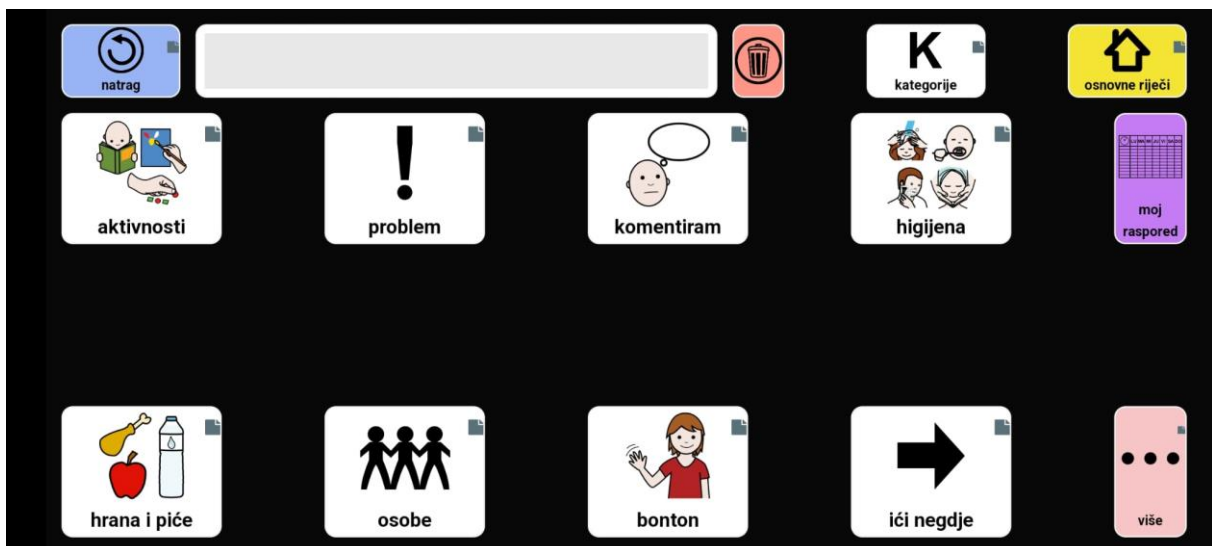 natrag
K
kategorije
osnovne riječi
aktivnosti
problem
komentiram
higijena
moj
raspored
hrana i piće
osobe
bonton
ići negdje
više